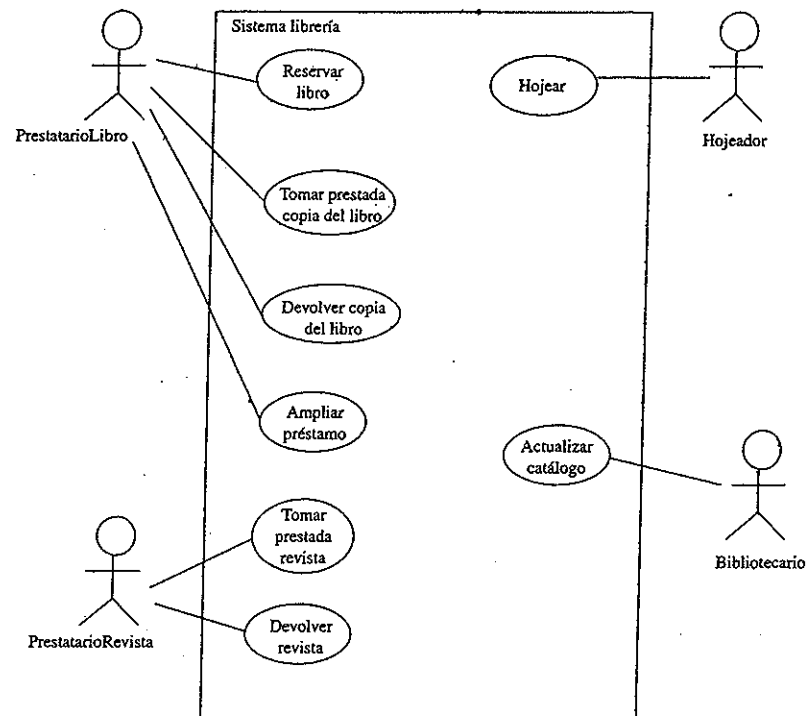 Sistema librería
Reservar
libro
Hojear
PrestatarioLibro
Hojeador
Tomar prestada
copia del libro
Devolver copia
del libro
Ampliar
préstamo
Actualizar
catálogo
Tomar
prestada
revista
Bibliotecario
Devolver
revista
PrestatarioRevista